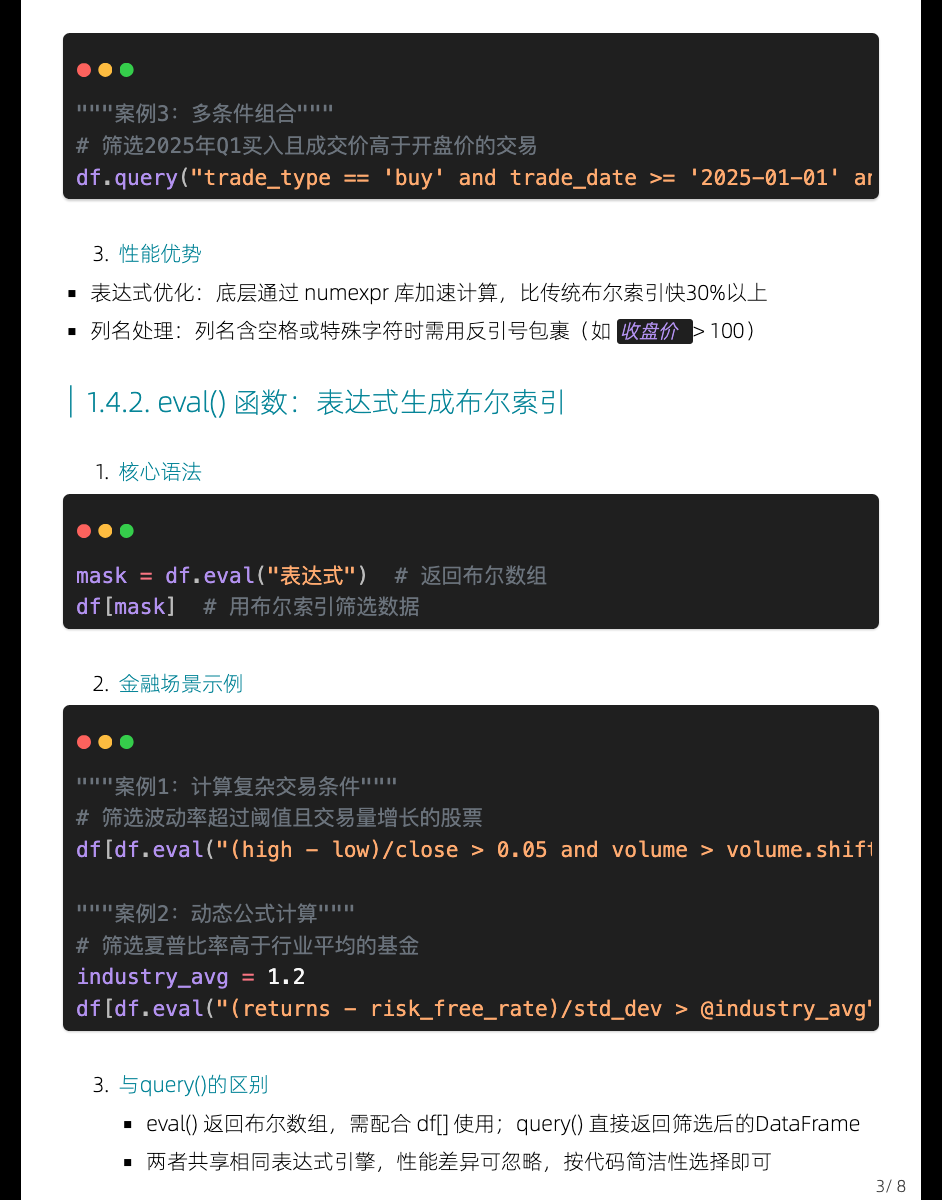 """案例3：多条件组合"""
# 筛选2025年Q1买入且成交价高于开盘价的交易
df.query("trade_type == 'buy' and trade_date >= '2025-01-01' an
3. 性能优势
▪ 表达式优化：底层通过 numexpr 库加速计算，比传统布尔索引快30%以上
▪ 列名处理：列名含空格或特殊字符时需用反引号包裹（如 收盘价 > 100）
1.4.2. eval() 函数：表达式生成布尔索引
1. 核心语法
mask = df.eval("表达式")  # 返回布尔数组
df[mask]  # 用布尔索引筛选数据
2. 金融场景示例
"""案例1：计算复杂交易条件"""
# 筛选波动率超过阈值且交易量增长的股票
df[df.eval("(high - low)/close > 0.05 and volume > volume.shift
"""案例2：动态公式计算"""
# 筛选夏普比率高于行业平均的基金
industry_avg = 1.2
df[df.eval("(returns - risk_free_rate)/std_dev > @industry_avg"
3. 与query()的区别
▪ eval() 返回布尔数组，需配合 df[] 使用；query() 直接返回筛选后的DataFrame
▪ 两者共享相同表达式引擎，性能差异可忽略，按代码简洁性选择即可
3/ 8